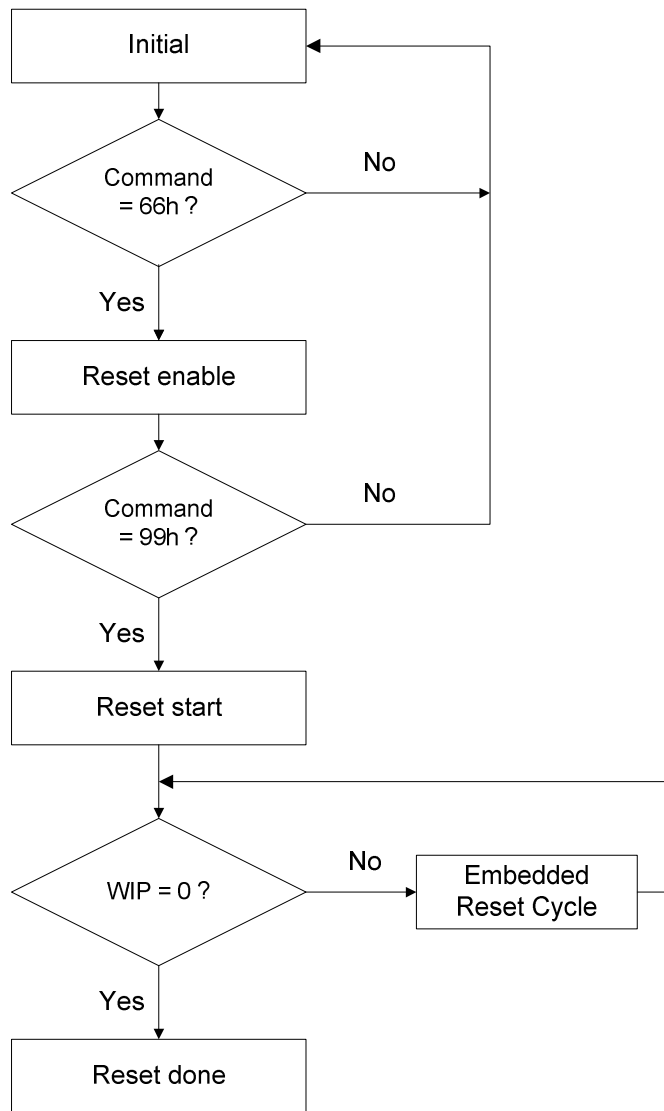 Initial
Command
= 66h ?
No
Yes
Reset enable
Command
= 99h ?
No
Yes
Reset start
WIP = 0 ?
No
Embedded
Reset Cycle
Yes
Reset done